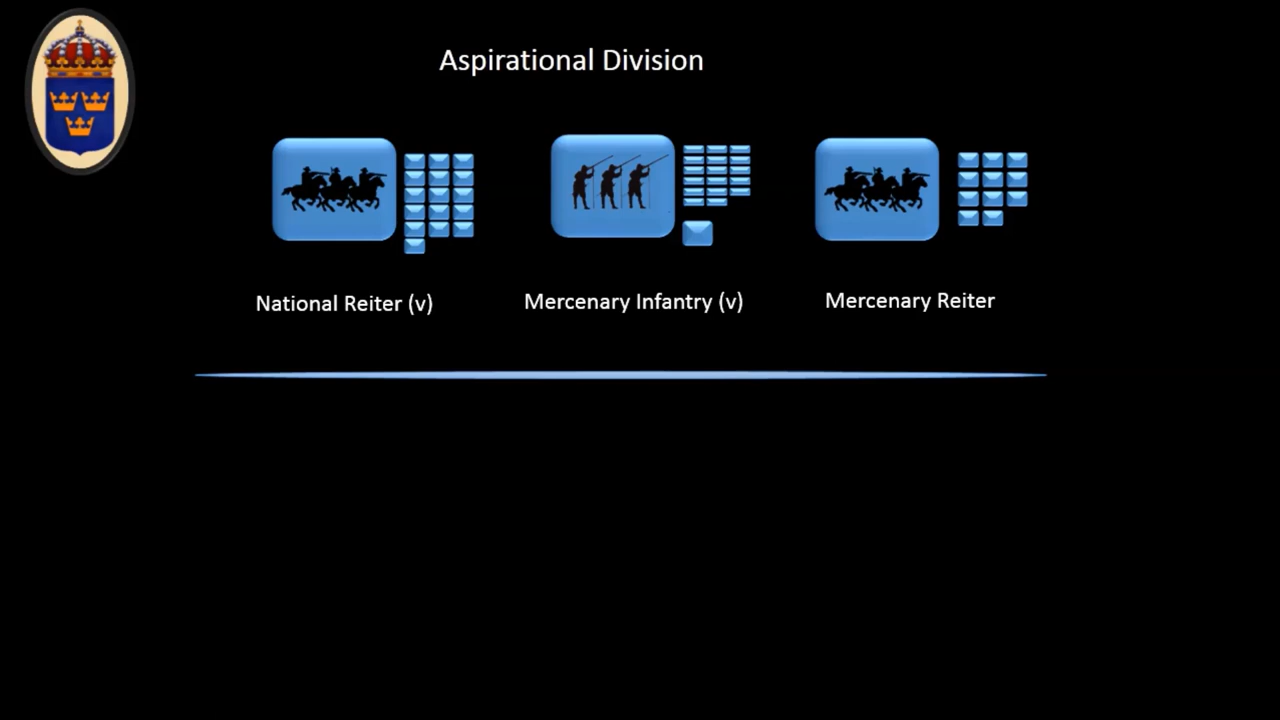 Aspirational Division
National Reiter (v)
Mercenary Infantry (v)
Mercenary Reiter